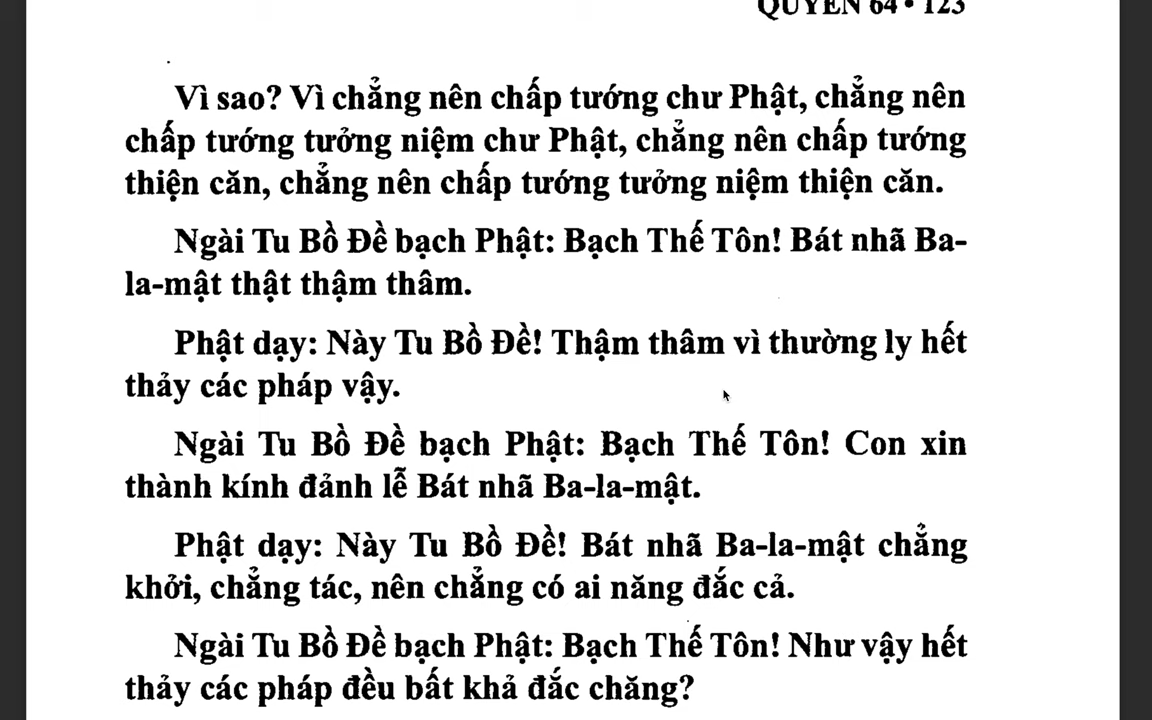 QUYỂN 64 • 123
Vì sao? Vì chẳng nên chấp tướng chư Phật, chẳng nên
chấp tướng tưởng niệm chư Phật, chẳng nên chấp tướng
thiện căn, chẳng nên chấp tướng tưởng niệm thiện căn.
Ngài Tu Bồ Đề bạch Phật: Bạch Thế Tôn! Bát nhã Ba-
la-mật thật thậm thâm.
Phật dạy: Này Tu Bồ Đề! Thậm thâm vì thường ly hết
thảy các pháp vậy.
Ngài Tu Bồ Đề bạch Phật: Bạch Thế Tôn! Con xin
thành kính đảnh lễ Bát nhã Ba-la-mật.
Phật dạy: Này Tu Bồ Đề! Bát nhã Ba-la-mật chẳng
khởi, chẳng tác, nên chẳng có ai năng đắc cả.
Ngài Tu Bồ Đề bạch Phật: Bạch Thế Tôn! Như vậy hết
thảy các pháp đều bất khả đắc chăng?